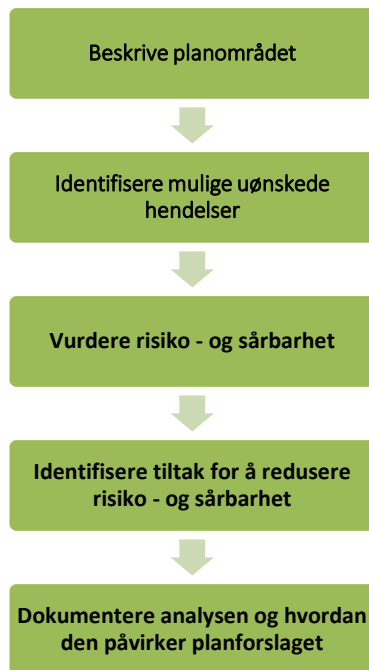 Beskrive planområdet
Identifisere mulige uønskede
hendelser
Vurdere risiko - og sårbarhet
Identifisere tiltak for å redusere
risiko - og sårbarhet
Dokumentere analysen og hvordan
den påvirker planforslaget